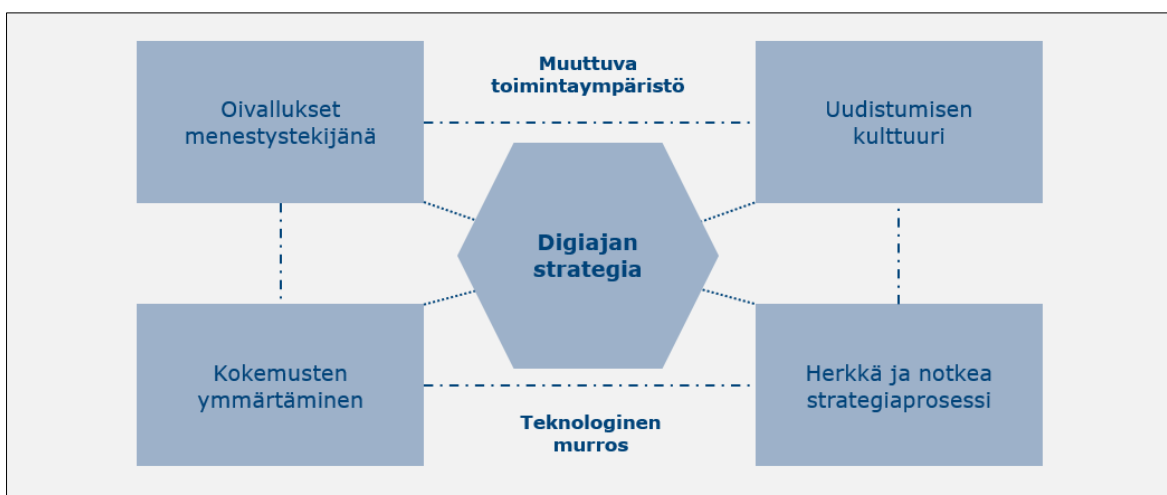 Muuttuva
toimintaympäristö
Oivallukset
menestystekijänä
Uudistumisen
kulttuuri
Digiajan
strategia
Kokemusten
ymmärtäminen
Herkkä ja notkea
strategiaprosessi
Teknologinen
murros